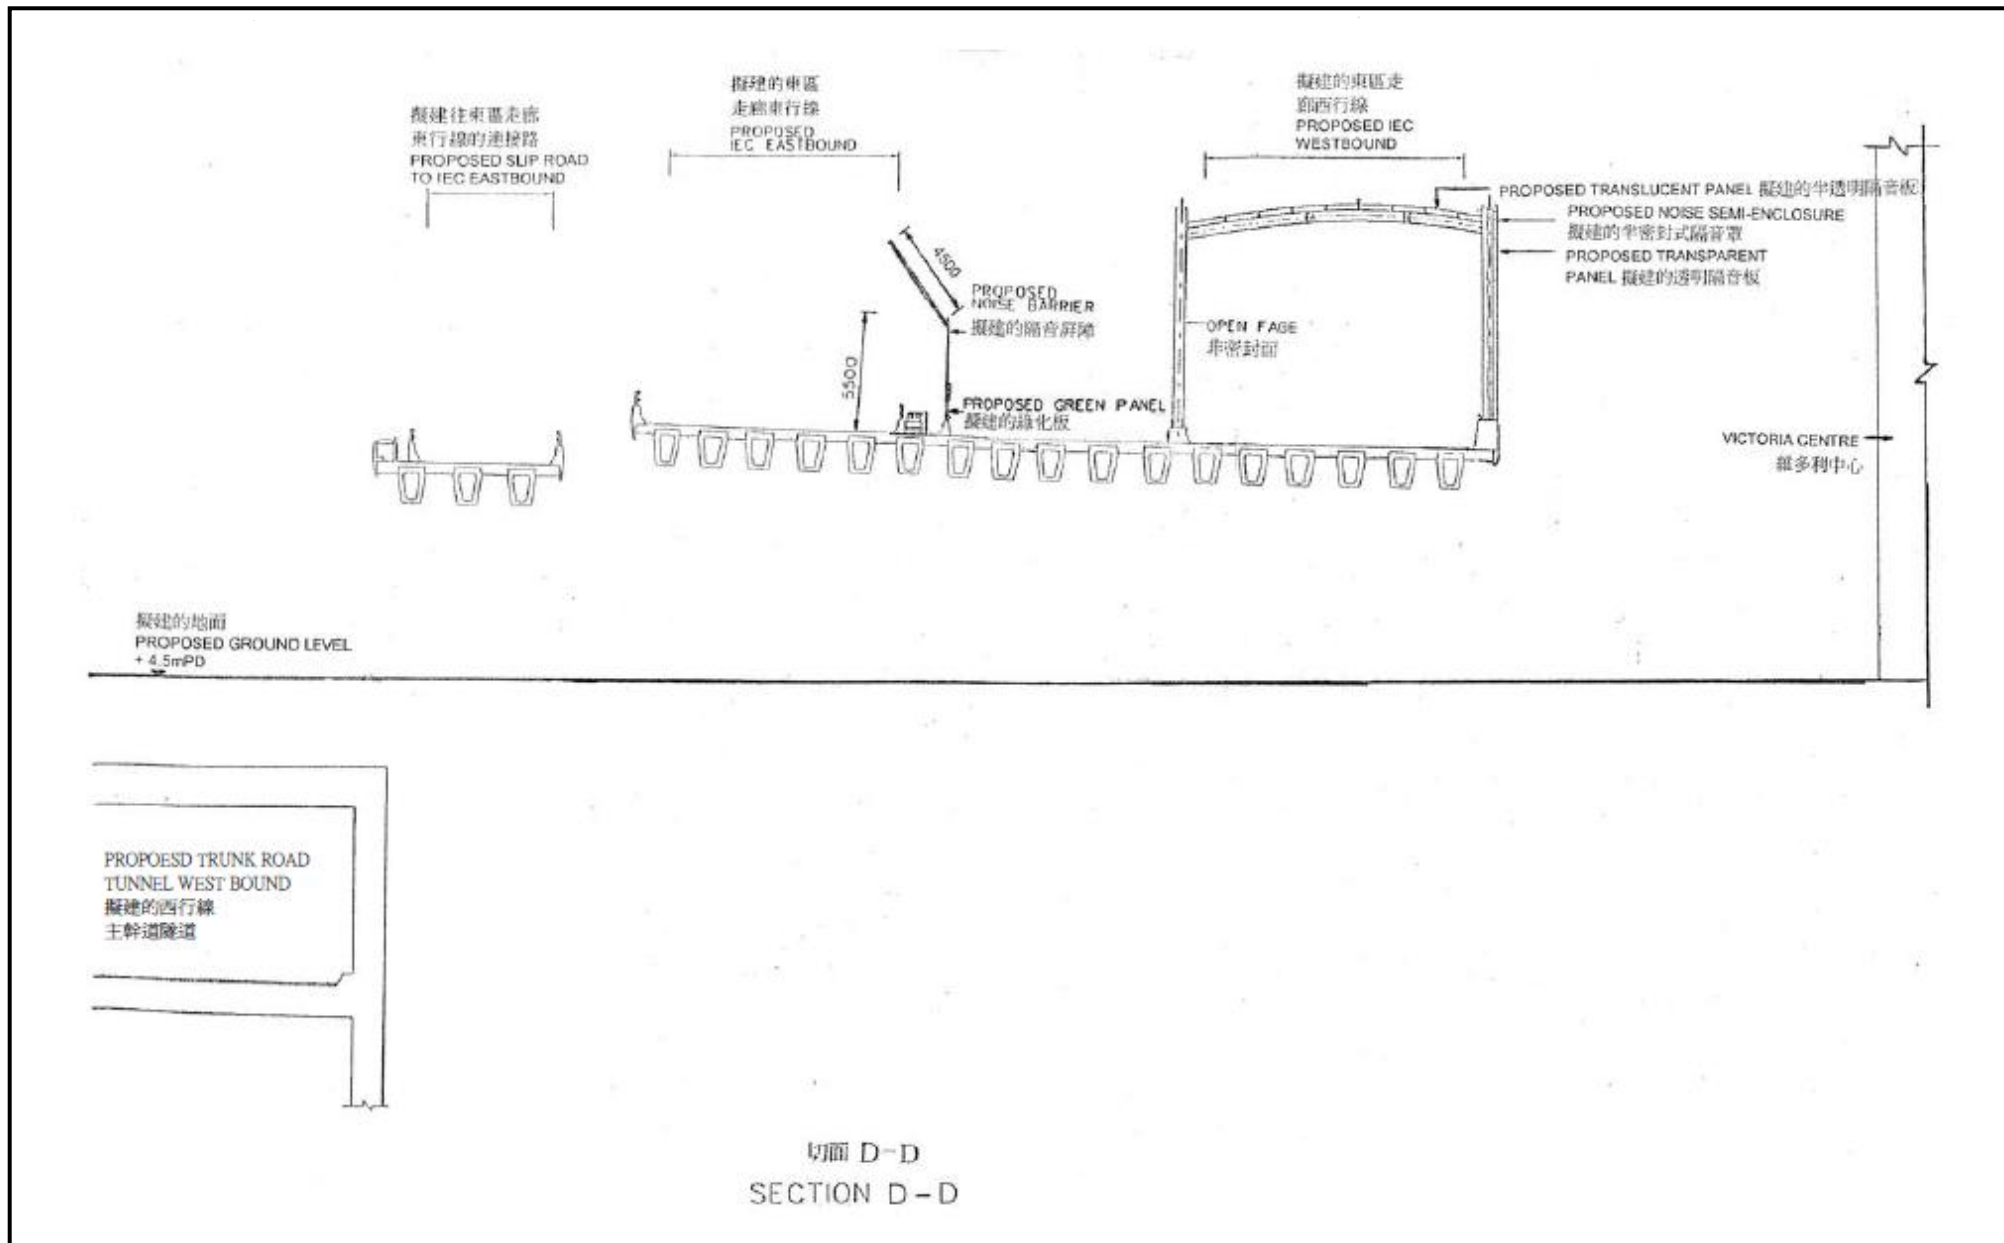 擬建往東區走廊
東行線的連接路
PROPOSED SLIP ROAD
TO IEC EASTBOUND
擬建的東區
走廊東行線
PROPOSED
IEC EASTBOUND
擬建的東區走
廊西行線
PROPOSED IEC
WESTBOUND
PROPOSED TRANSLUCENT PANEL 擬建的半透明隔音板
PROPOSED NOISE SEMI-ENCLOSURE
擬建的半密封式隔音罩
PROPOSED TRANSPARENT
PANEL 擬建的透明隔音板
4500
PROPOSED
NOISE BARRIER
擬建的隔音屏障
OPEN FAGE
非密封面
5500
PROPOSED GREEN PANEL
擬建的綠化板
VICTORIA CENTRE
維多利中心
擬建的地面
PROPOSED GROUND LEVEL
+ 4.5mPD
PROPOESD TRUNK ROAD
TUNNEL WEST BOUND
擬建的西行線
主幹道隧道
切面 D-D
SECTION D-D